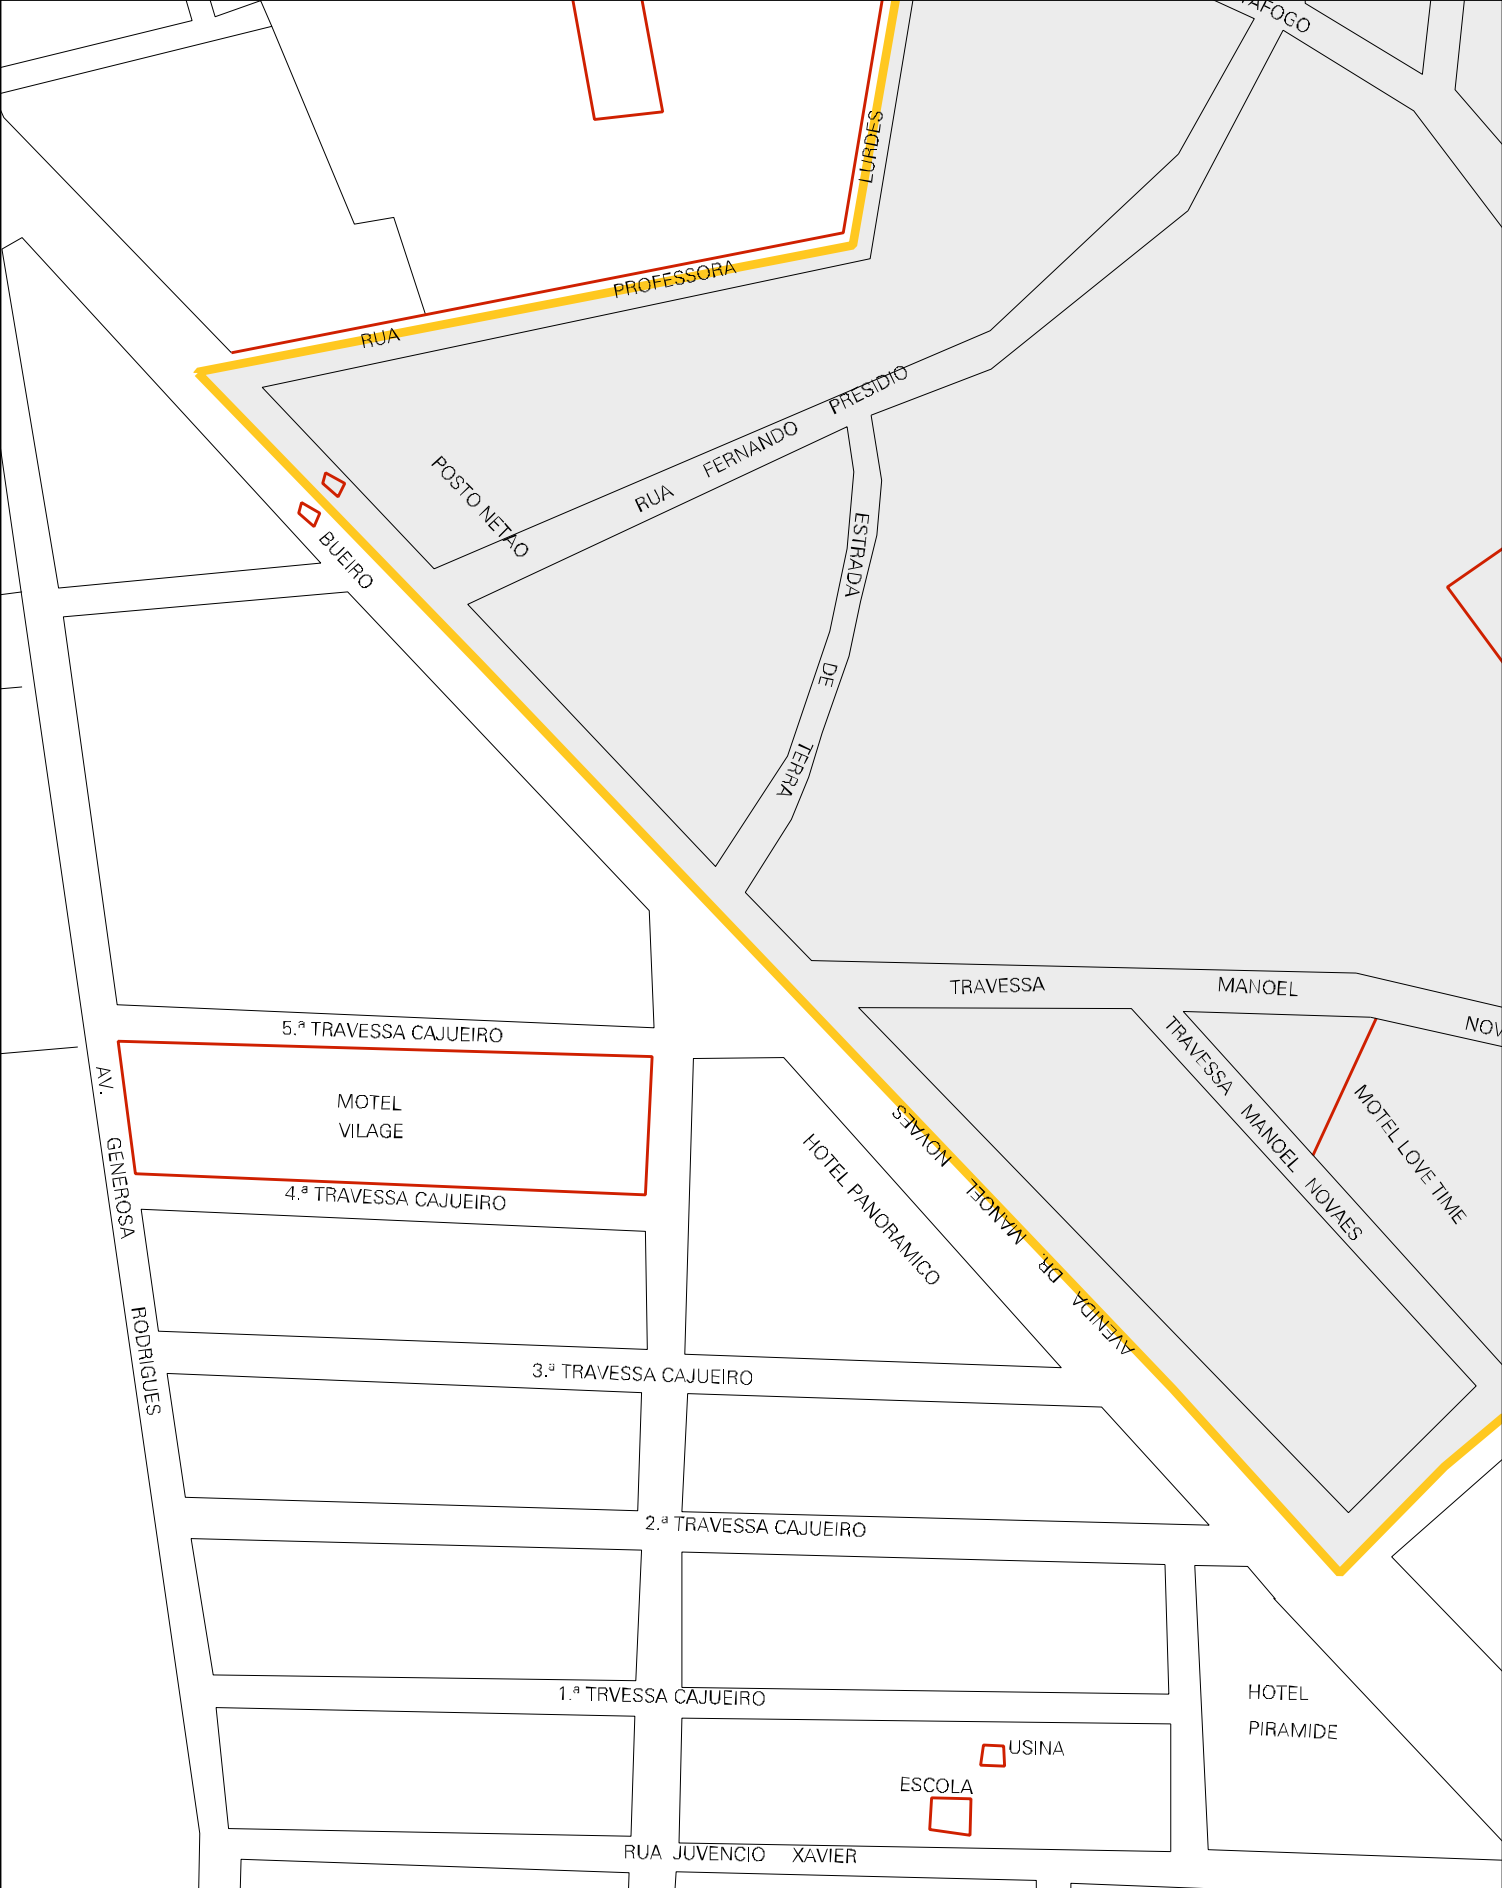 LURDES
PROFESSORA
RUA
PRESIDIO
FERNANDO
RUA
POSTO NETAO
BUEIRO
ESTRADA
DE
TERRA
TRAVESSA MANOEL
TRAVESSA MANOEL NOVAES
MOTEL LOVE TIME
5.ª TRAVESSA CAJUEIRO
MOTEL
VILAGE
4.ª TRAVESSA CAJUEIRO
AV. GENEROSA RODRIGUES
HOTEL PANORAMICO
AVENIDA DR. MANOEL NOVAES
3.ª TRAVESSA CAJUEIRO
2.ª TRAVESSA CAJUEIRO
1.ª TRVESSA CAJUEIRO
HOTEL
PIRAMIDE
USINA
ESCOLA
RUA JUVENCIO XAVIER